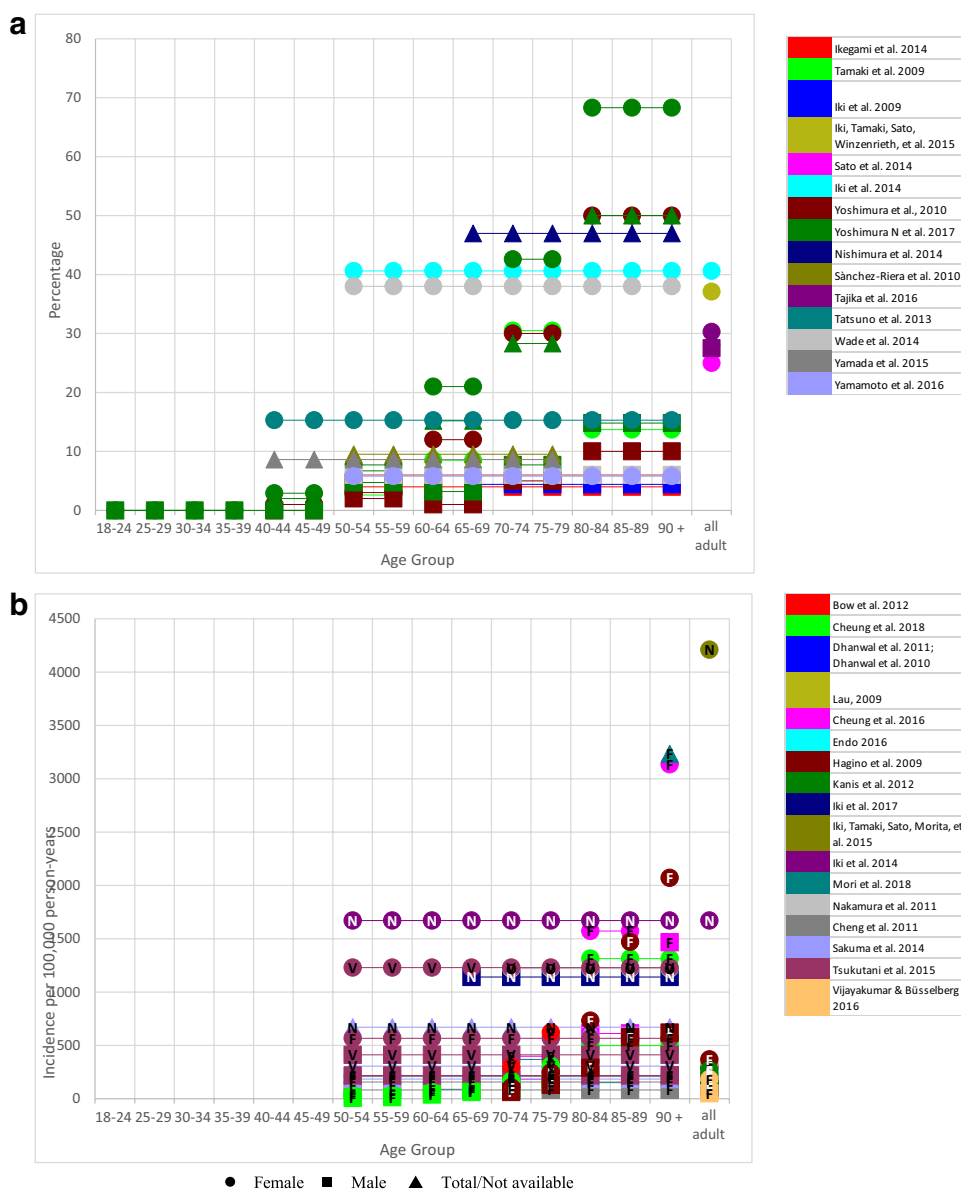 a
80
70
60
50
40
30
20
10
0
Percentage
18-24 25-29 30-34 35-39 40-44 45-49 50-54 55-59 60-64 65-69 70-74 75-79 80-84 85-89 90 + all
adult
Age Group
Ikegami et al. 2014
Tamaki et al. 2009
Iki et al. 2009
Iki, Tamaki, Sato,
Winzenrieth, et al. 2015
Sato et al. 2014
Iki et al. 2014
Yoshimura et al., 2010
Yoshimura N et al. 2017
Nishimura et al. 2014
Sànchez-Riera et al. 2010
Tajika et al. 2016
Tatsuno et al. 2013
Wade et al. 2014
Yamada et al. 2015
Yamamoto et al. 2016
b
4500
4000
3500
3000
2500
2000
1500
1000
500
0
Incidence per 100,000 person-years
N
F
F
F
N N N N N N N N N N
F F
F
F
F F F
V V V V
N N N N N N
18-24 25-29 30-34 35-39 40-44 45-49 50-54 55-59 60-64 65-69 70-74 75-79 80-84 85-89 90 + all
adult
Age Group
Bow et al. 2012
Cheung et al. 2018
Dhanwal et al. 2011;
Dhanwal et al. 2010
Lau, 2009
Cheung et al. 2016
Endo 2016
Hagino et al. 2009
Kanis et al. 2012
Iki et al. 2017
Iki, Tamaki, Sato, Morita, et
al. 2015
Iki et al. 2014
Mori et al. 2018
Nakamura et al. 2011
Cheng et al. 2011
Sakuma et al. 2014
Tsukutani et al. 2015
Vijayakumar & Büsselberg
2016
Female Male Total/Not available